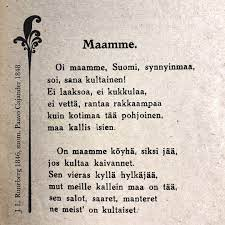 Maamme.
Oi maamme, Suomi, synnyinmaa,
soi, sana kultainen!
Ei laaksoa, ei kukkulaa,
ei vettä, rantaa rakkaampaa
kuin kotimaa tää pohjoinen,
maa kallis isien.
On maamme köyhä, siksi jää,
jos kultaa kaivannet.
Sen vieras kyllä hylkäjää,
mut meille kallein maa on tää,
sen salot, saaret, manteret
ne meist' on kultaiset.
J. L. Runeberg 1846, suom. Paavo Cajander 1848